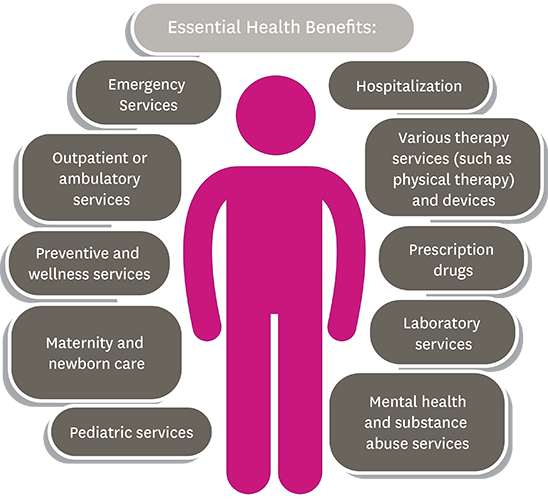 Essential Health Benefits:
Emergency
Services
Outpatient or
ambulatory
services
Preventive and
wellness services
Maternity and
newborn care
Pediatric services
Hospitalization
Various therapy
services (such as
physical therapy)
and devices
Prescription
drugs
Laboratory
services
Mental health
and substance
abuse services